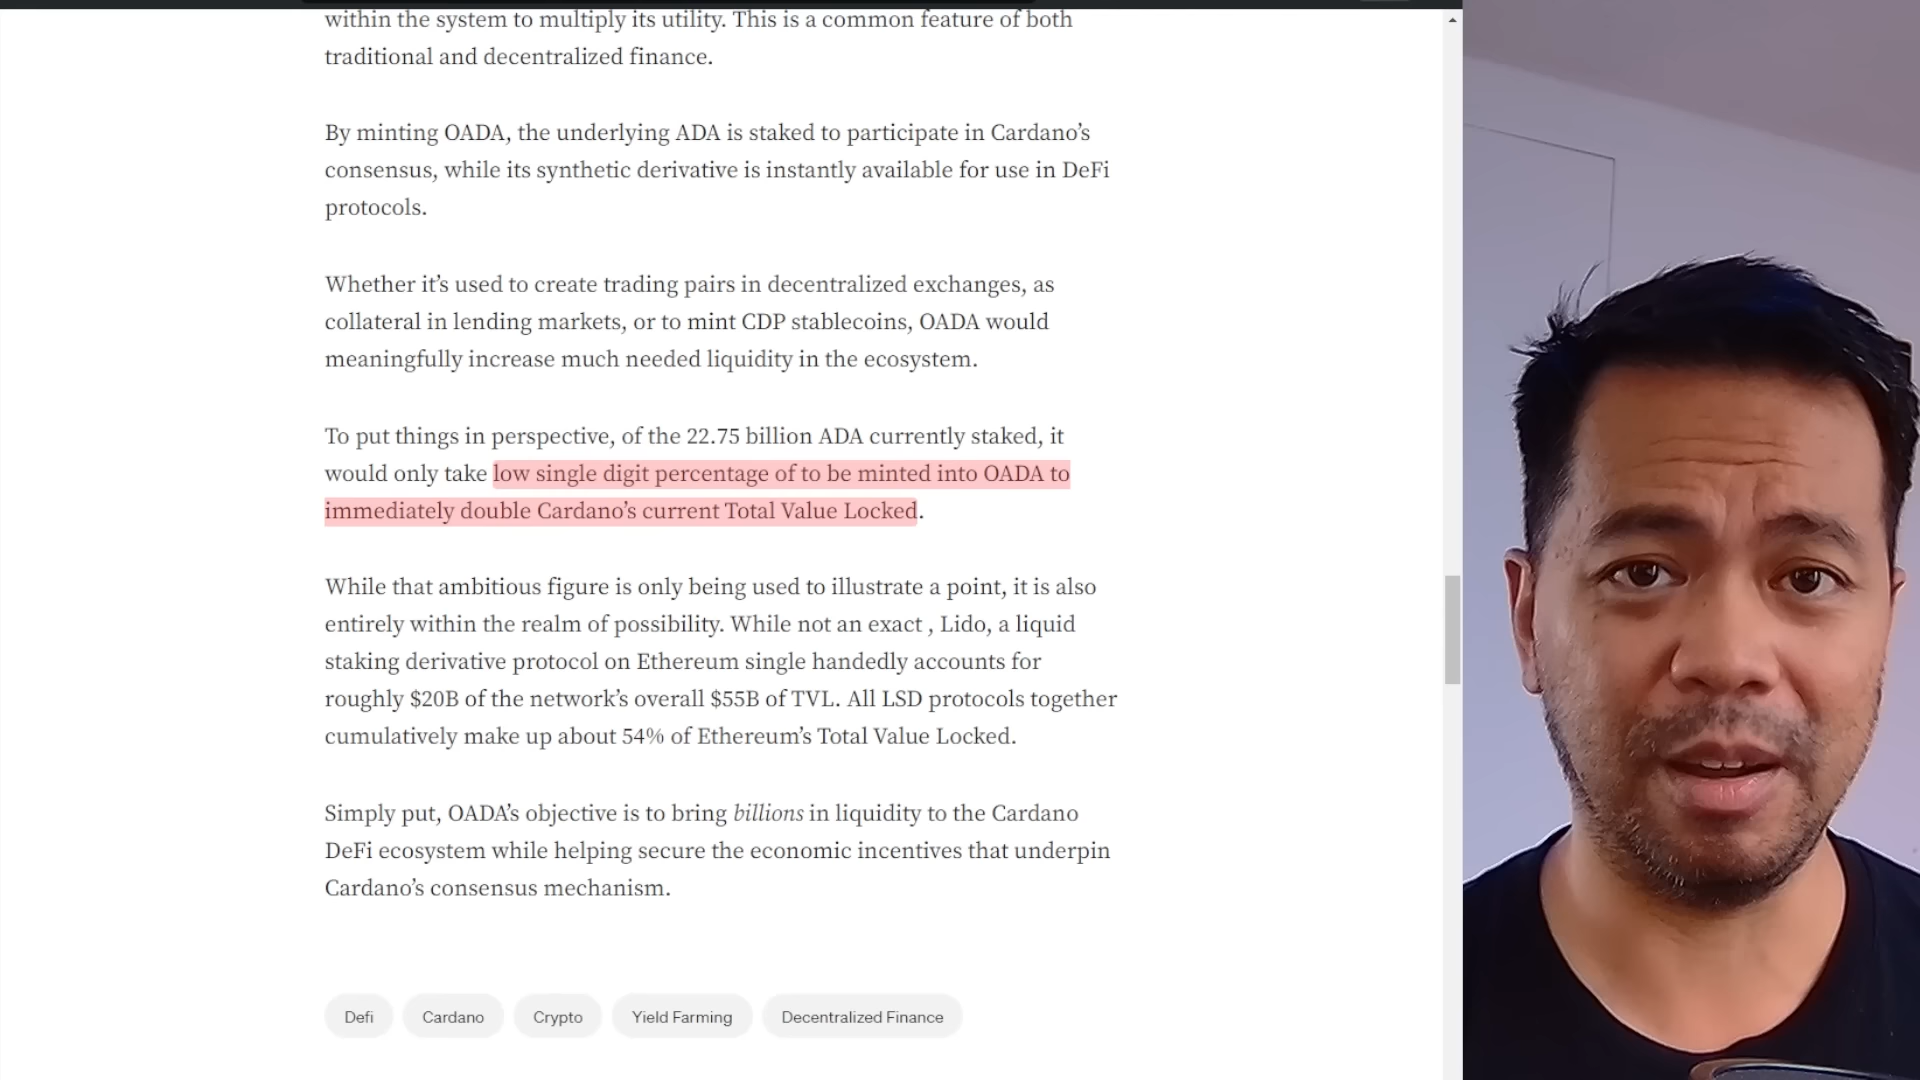 within the system to multiply its utility. This is a common feature of both
traditional and decentralized finance.
By minting OADA, the underlying ADA is staked to participate in Cardano’s
consensus, while its synthetic derivative is instantly available for use in DeFi
protocols.
Whether it’s used to create trading pairs in decentralized exchanges, as
collateral in lending markets, or to mint CDP stablecoins, OADA would
meaningfully increase much needed liquidity in the ecosystem.
To put things in perspective, of the 22.75 billion ADA currently staked, it
would only take low single digit percentage of to be minted into OADA to
immediately double Cardano’s current Total Value Locked.
While that ambitious figure is only being used to illustrate a point, it is also
entirely within the realm of possibility. While not an exact , Lido, a liquid
staking derivative protocol on Ethereum single handedly accounts for
roughly $20B of the network’s overall $55B of TVL. All LSD protocols together
cumulatively make up about 54% of Ethereum’s Total Value Locked.
Simply put, OADA’s objective is to bring billions in liquidity to the Cardano
DeFi ecosystem while helping secure the economic incentives that underpin
Cardano’s consensus mechanism.
Defi Cardano Crypto Yield Farming Decentralized Finance